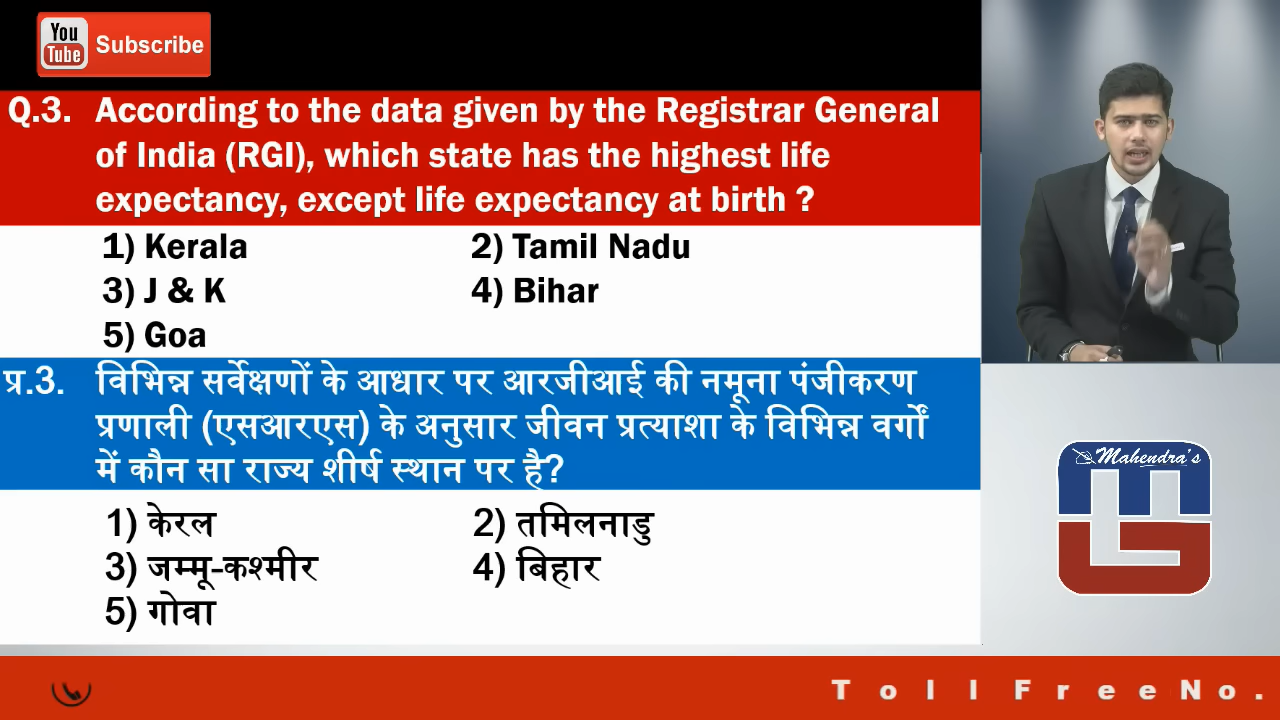 You
Tube
Subscribe
Q.3. According to the data given by the Registrar General
of India (RGI), which state has the highest life
expectancy, except life expectancy at birth ?
1) Kerala 2) Tamil Nadu
3) J & K 4) Bihar
5) Goa
प्र.3. विभिन्न सर्वेक्षणों के आधार पर आरजीआई की नमूना पंजीकरण
प्रणाली (एसआरएस) के अनुसार जीवन प्रत्याशा के विभिन्न वर्गों
में कौन सा राज्य शीर्ष स्थान पर है?
1) केरल 2) तमिलनाडु
3) जम्मू-कश्मीर 4) बिहार
5) गोवा
Mahendra's
Toll Free No.